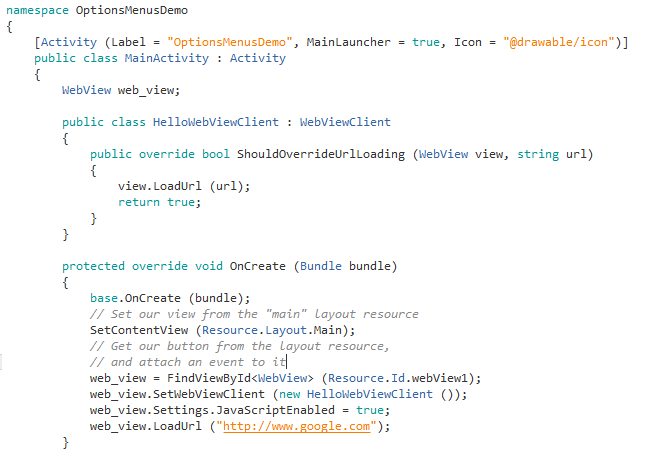 namespace OptionsMenusDemo
{
    [Activity (Label = "OptionsMenusDemo", MainLauncher = true, Icon = "@drawable/icon")]
    public class MainActivity : Activity
    {
        WebView web_view;

        public class HelloWebViewClient : WebViewClient
        {
            public override bool ShouldOverrideUrlLoading (WebView view, string url)
            {
                view.LoadUrl (url);
                return true;
            }
        }

        protected override void OnCreate (Bundle bundle)
        {
            base.OnCreate (bundle);
            // Set our view from the "main" layout resource
            SetContentView (Resource.Layout.Main);
            // Get our button from the layout resource,
            // and attach an event to it
            web_view = FindViewById<WebView> (Resource.Id.webView1);
            web_view.SetWebViewClient (new HelloWebViewClient ());
            web_view.Settings.JavaScriptEnabled = true;
            web_view.LoadUrl ("http://www.google.com");
        }